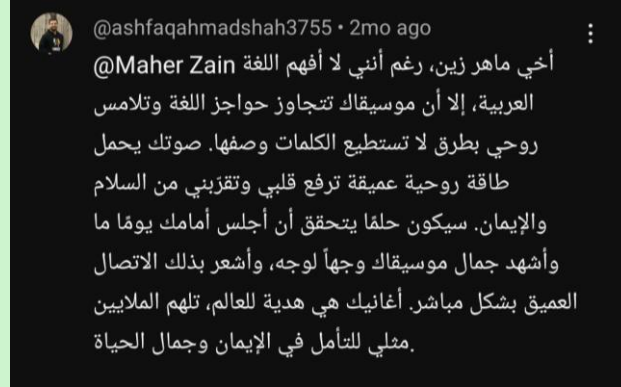 @ashfaqahmadshah3755 • 2mo ago
أخي ماهر زين، رغم أنني لا أفهم اللغة @Maher Zain
العربية، إلا أن موسيقاك تتجاوز حواجز اللغة وتلامس
روحي بطرق لا تستطيع الكلمات وصفها. صوتك يحمل
طاقة روحية عميقة ترفع قلبي وتقرّبني من السلام
والإيمان. سيكون حلمًا يتحقق أن أجلس أمامك يومًا ما
وأشهد جمال موسيقاك وجهاً لوجه، وأشعر بذلك الاتصال
العميق بشكل مباشر. أغانيك هي هدية للعالم، تلهم الملايين
مثلي للتأمل في الإيمان وجمال الحياة.